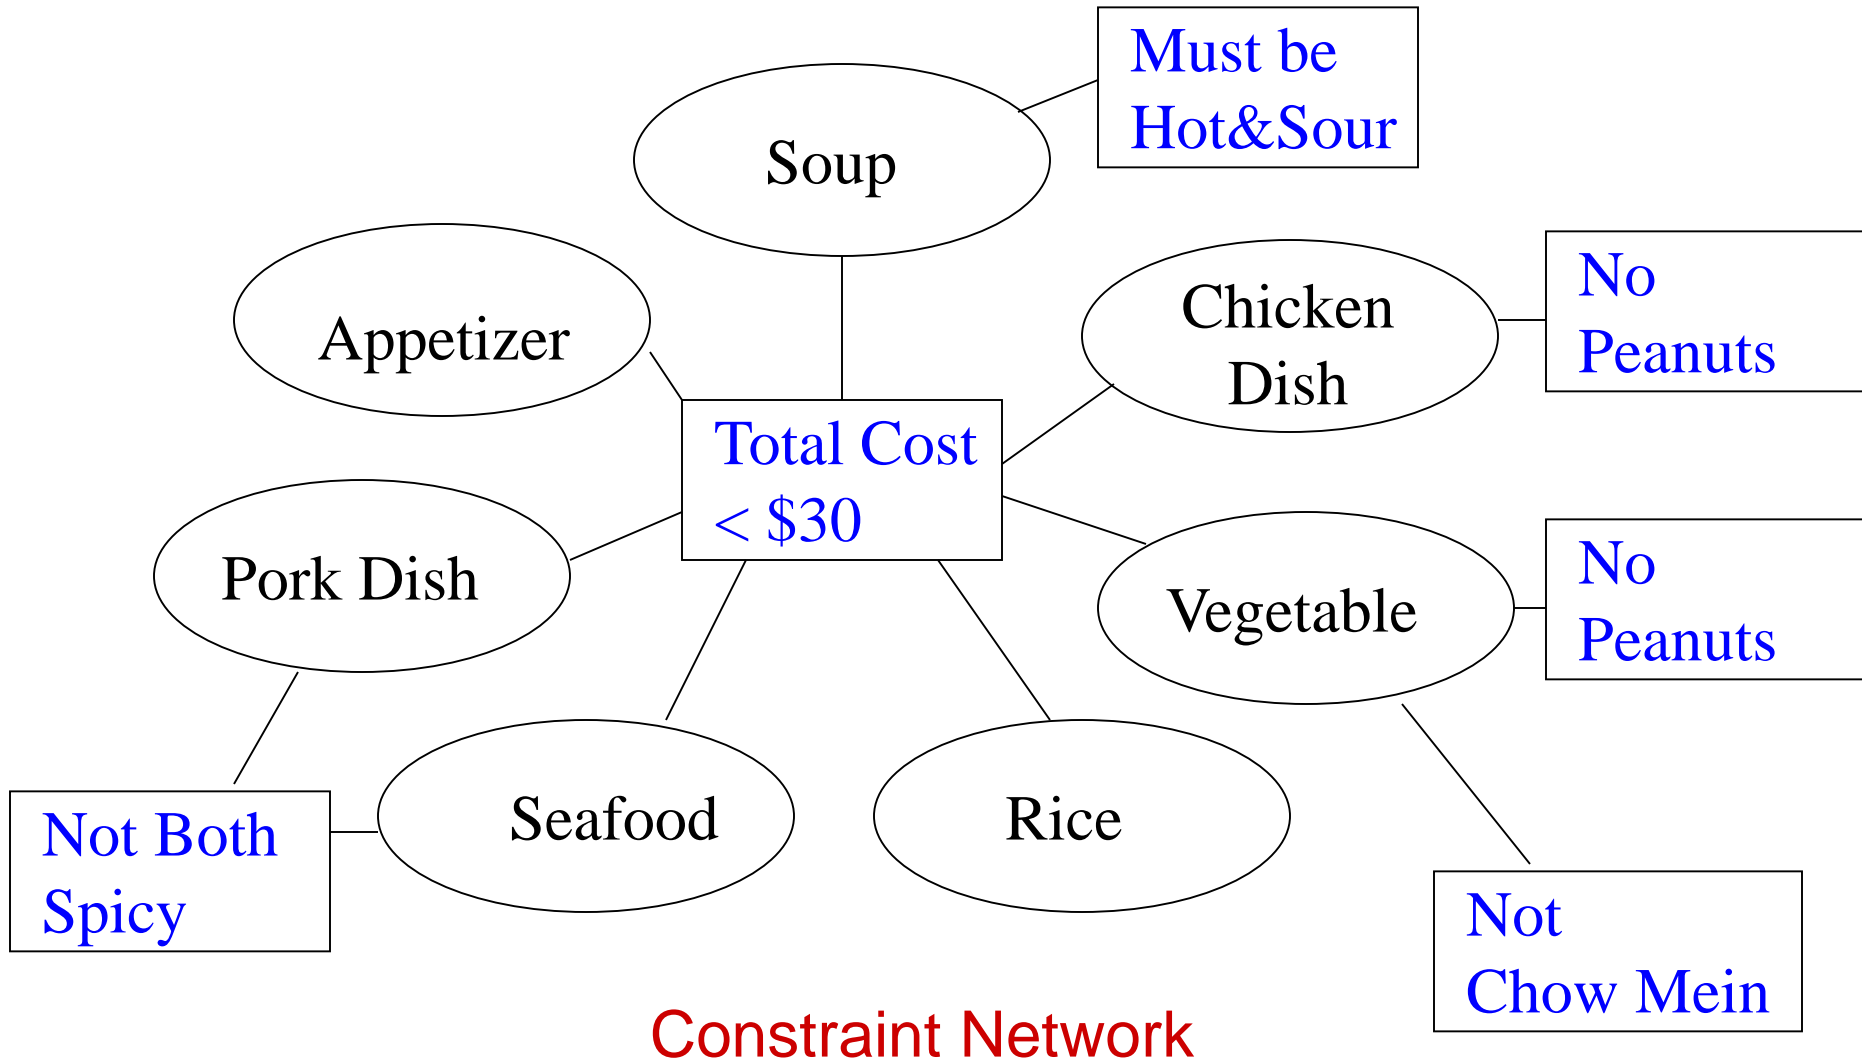 Must be
Hot&Sour
Soup
No
Peanuts
Chicken
Dish
Appetizer
Total Cost
< $30
No
Peanuts
Pork Dish
Vegetable
Seafood
Rice
Not Both
Spicy
Not
Chow Mein
Constraint Network